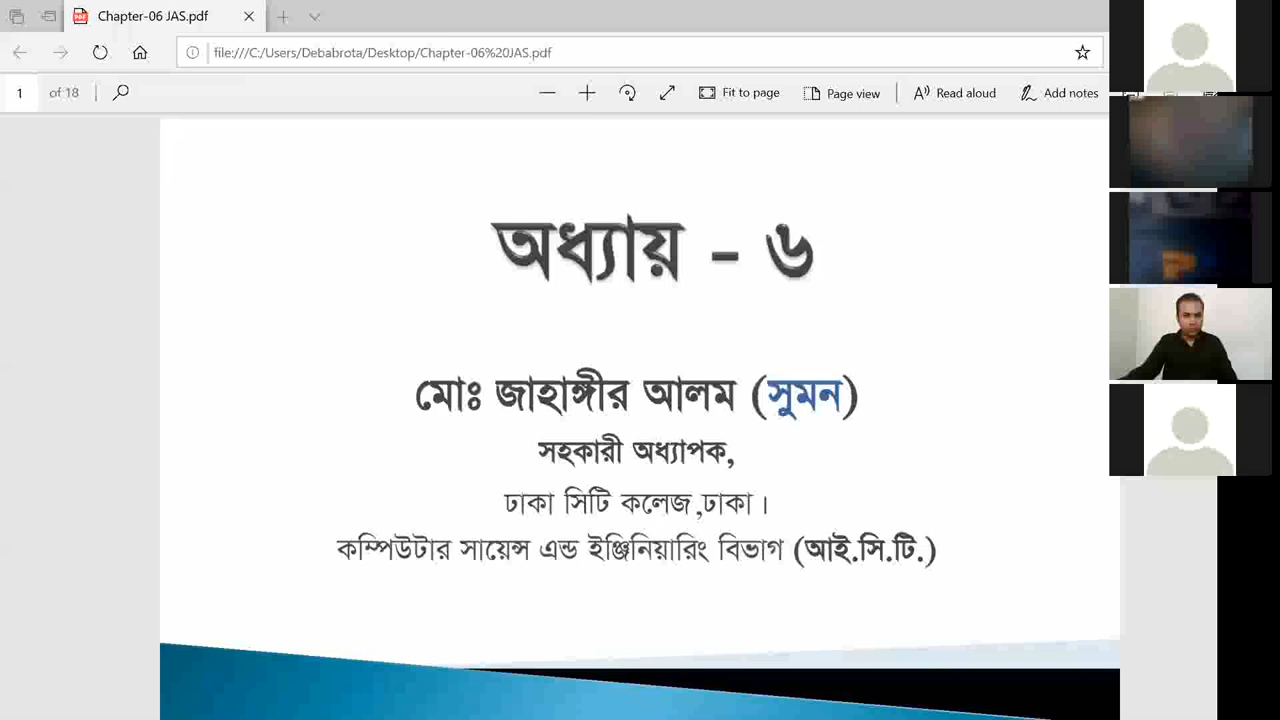 Chapter-06 JAS.pdf
file:///C:/Users/Debabrota/Desktop/Chapter-06%20JAS.pdf
1 of 18 Fit to page Page view Read aloud Add notes
অধ্যায় - ৬
মোঃ জাহাঙ্গীর আলম (সুমন)
সহকারী অধ্যাপক,
ঢাকা সিটি কলেজ,ঢাকা।
কম্পিউটার সায়েন্স এন্ড ইঞ্জিনিয়ারিং বিভাগ (আই.সি.টি.)